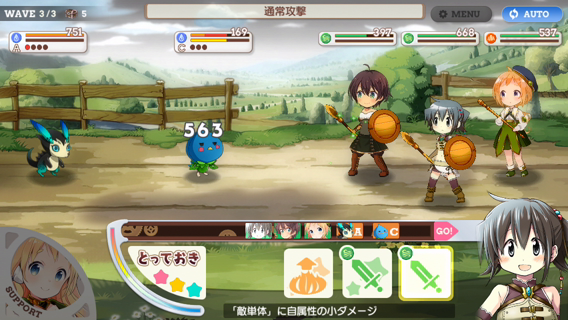 WAVE 3/3 5
通常攻撃
MENU
AUTO
751
A
169
C
397
668
537
563
A C GO!
とっておき
SUPPORT
「敵単体」に自属性の小ダメージ